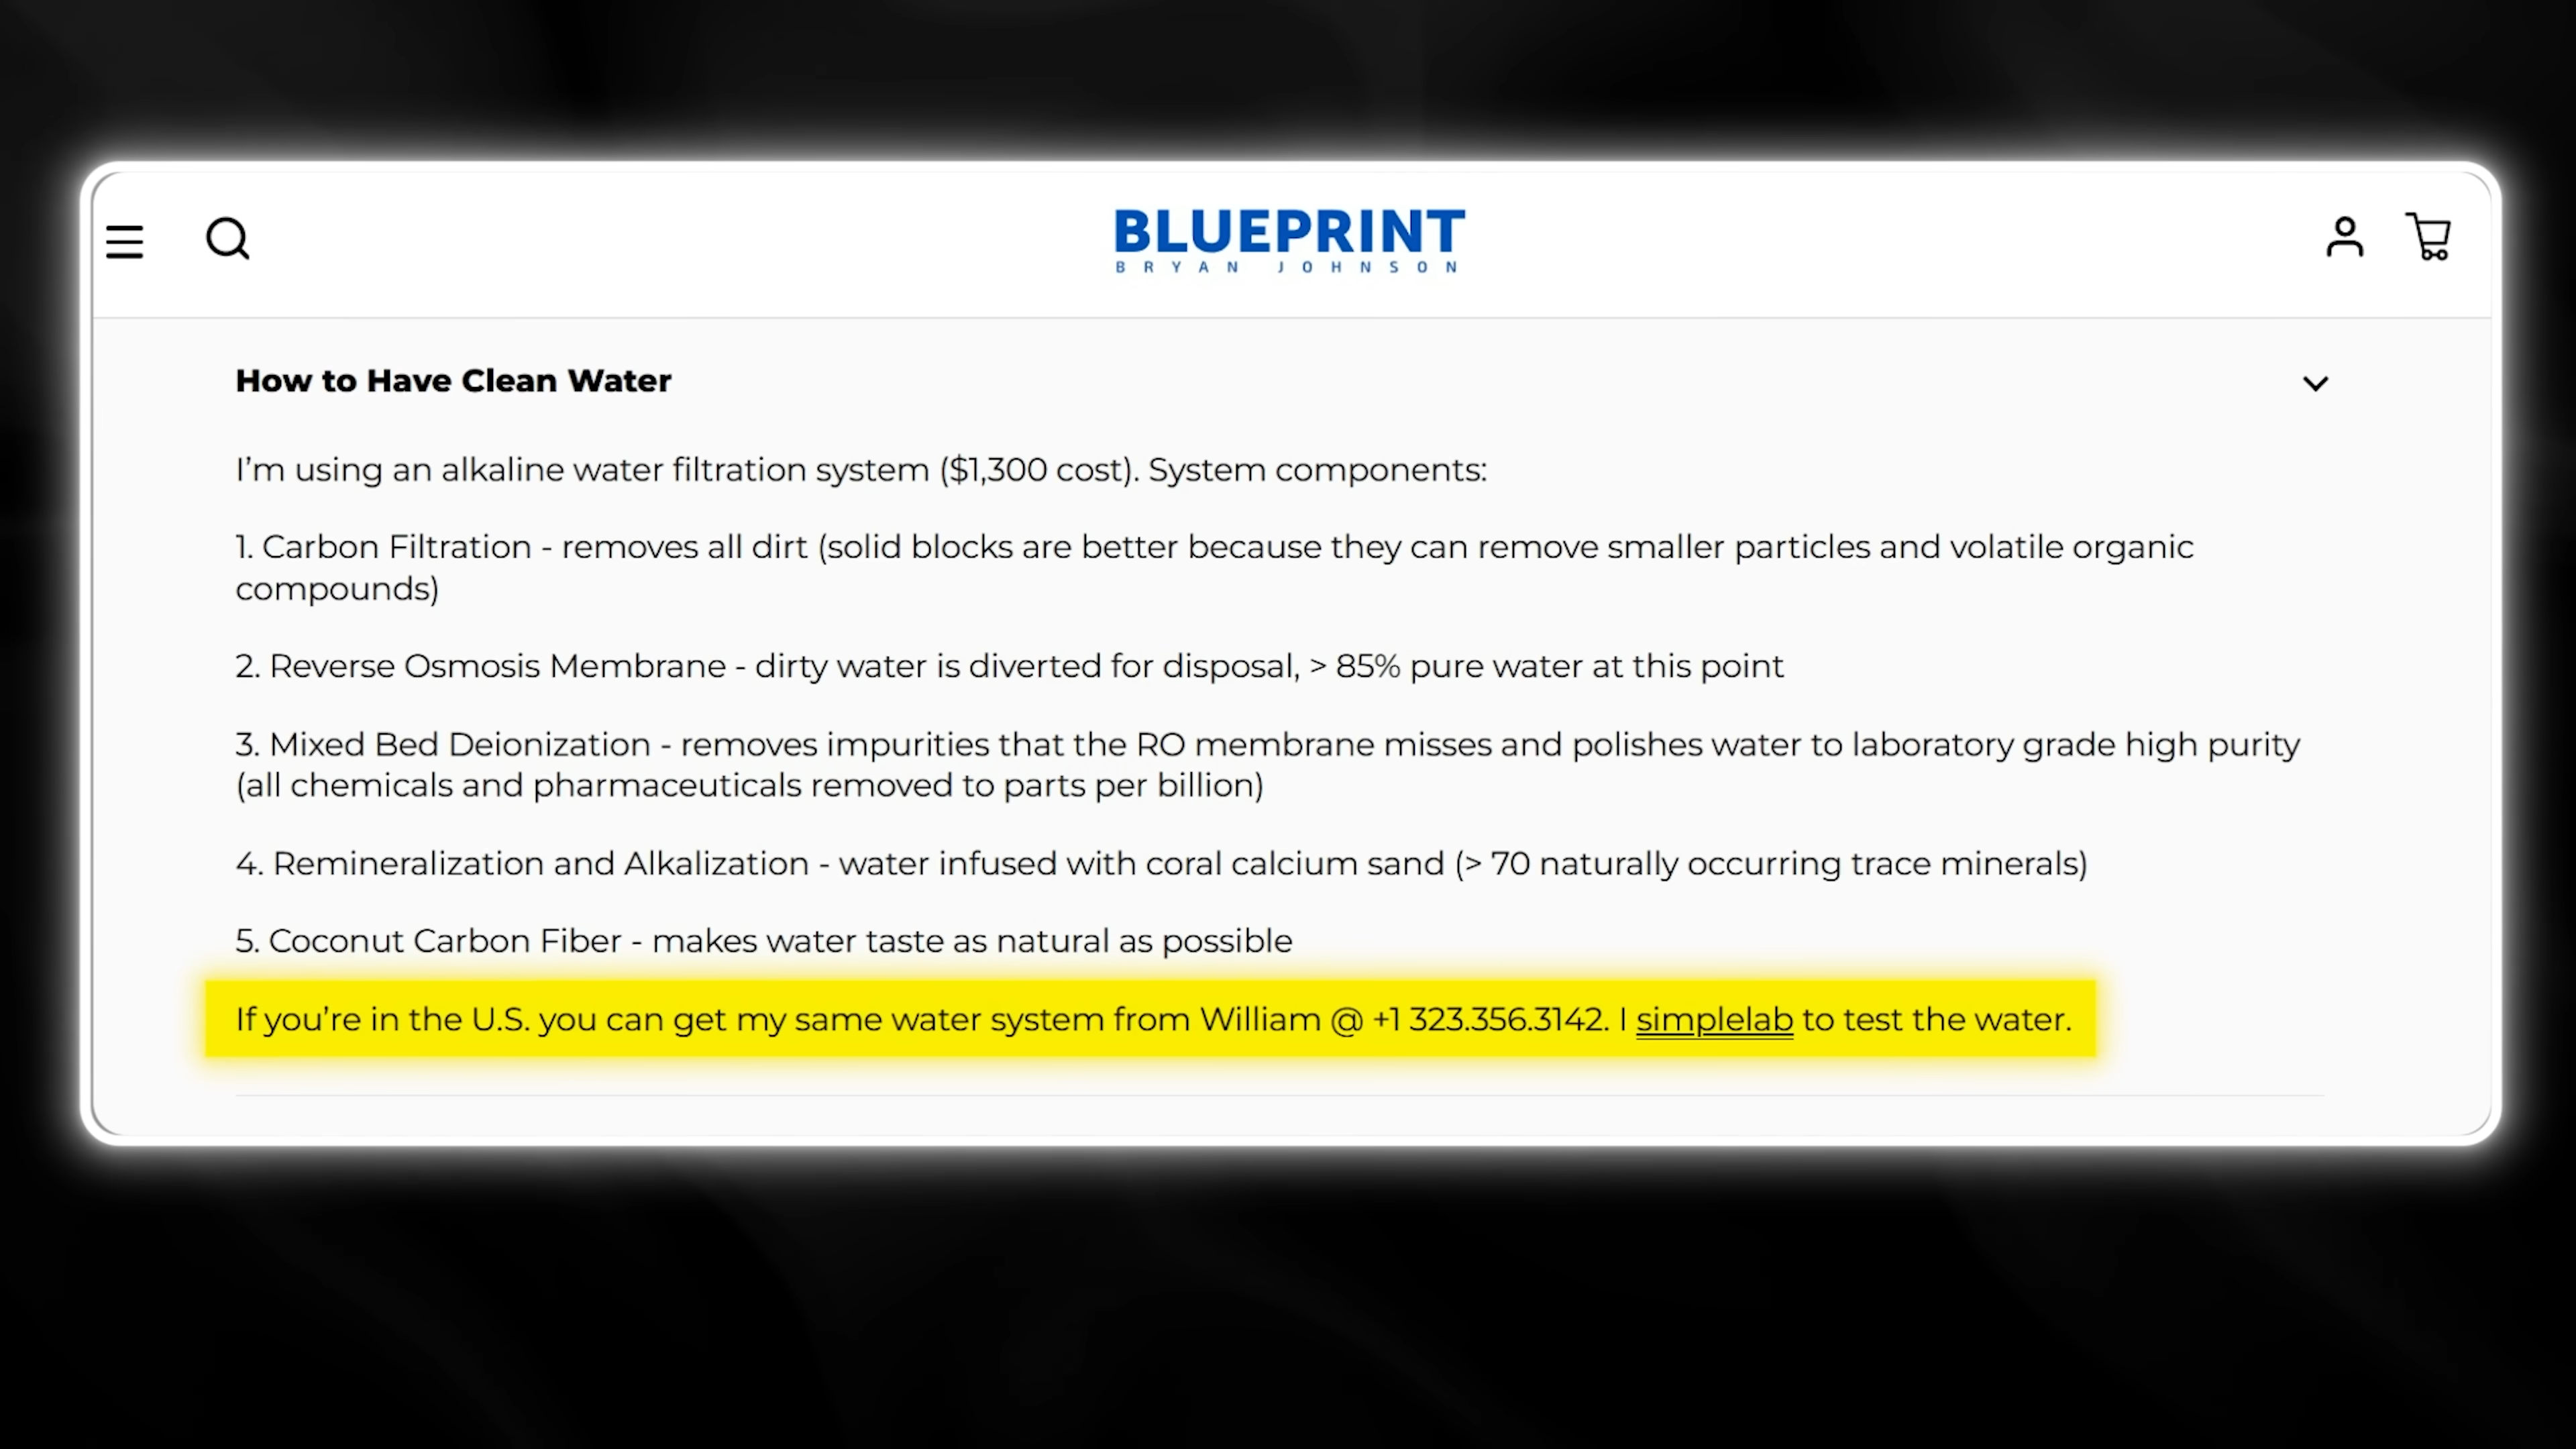 BLUEPRINT
BRYAN JOHNSON
How to Have Clean Water
I’m using an alkaline water filtration system ($1,300 cost). System components:
1. Carbon Filtration - removes all dirt (solid blocks are better because they can remove smaller particles and volatile organic
compounds)
2. Reverse Osmosis Membrane - dirty water is diverted for disposal, > 85% pure water at this point
3. Mixed Bed Deionization - removes impurities that the RO membrane misses and polishes water to laboratory grade high purity
(all chemicals and pharmaceuticals removed to parts per billion)
4. Remineralization and Alkalization - water infused with coral calcium sand (> 70 naturally occurring trace minerals)
5. Coconut Carbon Fiber - makes water taste as natural as possible
If you’re in the U.S. you can get my same water system from William @ +1 323.356.3142. I simplelab to test the water.